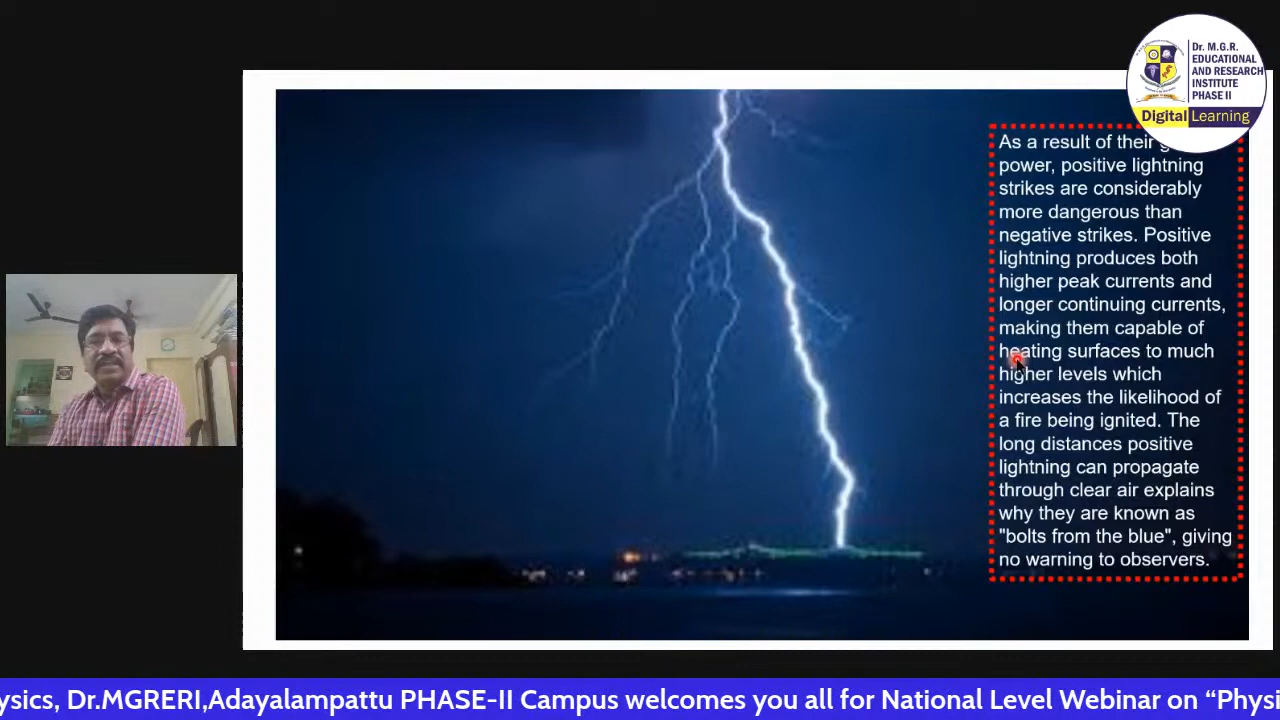 Dr. M.G.R.
EDUCATIONAL
AND RESEARCH
INSTITUTE
PHASE II
Digital Learning
As a result of their
power, positive lightning
strikes are considerably
more dangerous than
negative strikes. Positive
lightning produces both
higher peak currents and
longer continuing currents,
making them capable of
heating surfaces to much
higher levels which
increases the likelihood of
a fire being ignited. The
long distances positive
lightning can propagate
through clear air explains
why they are known as
"bolts from the blue", giving
no warning to observers.
ysics, Dr.MGRERI,Adayalampattu PHASE-II Campus welcomes you all for National Level Webinar on “Physi